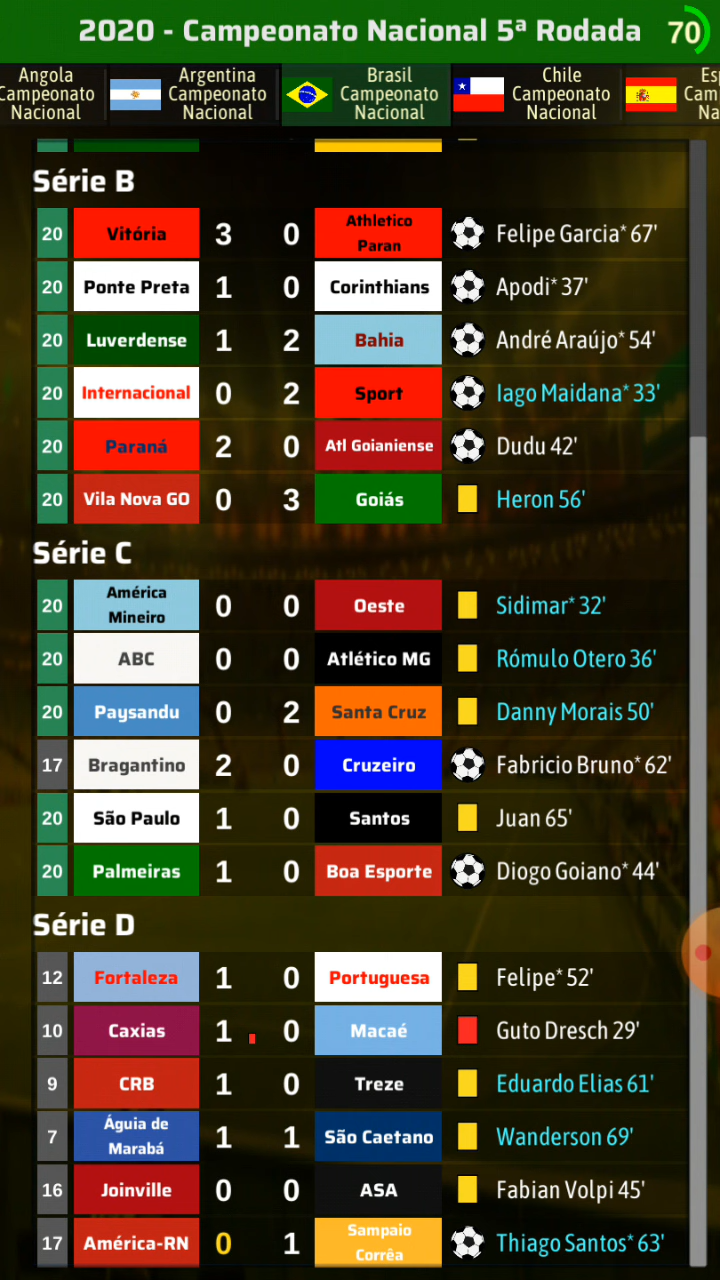 2020 - Campeonato Nacional 5ª Rodada 70
Angola Campeonato Nacional
Argentina Campeonato Nacional
Brasil Campeonato Nacional
Chile Campeonato Nacional
Série B
20 Vitória 3 0 Athletico Paran Felipe Garcia* 67'
20 Ponte Preta 1 0 Corinthians Apodi* 37'
20 Luverdense 1 2 Bahia André Araújo* 54'
20 Internacional 0 2 Sport Iago Maidana* 33'
20 Paraná 2 0 Atl Goianiense Dudu 42'
20 Vila Nova GO 0 3 Goiás Heron 56'
Série C
20 América Mineiro 0 0 Oeste Sidimar* 32'
20 ABC 0 0 Atlético MG Rómulo Otero 36'
20 Paysandu 0 2 Santa Cruz Danny Morais 50'
17 Bragantino 2 0 Cruzeiro Fabricio Bruno* 62'
20 São Paulo 1 0 Santos Juan 65'
20 Palmeiras 1 0 Boa Esporte Diogo Goiano* 44'
Série D
12 Fortaleza 1 0 Portuguesa Felipe* 52'
10 Caxias 1 0 Macaé Guto Dresch 29'
9 CRB 1 0 Treze Eduardo Elias 61'
7 Águia de Marabá 1 1 São Caetano Wanderson 69'
16 Joinville 0 0 ASA Fabian Volpi 45'
17 América-RN 0 1 Sampaio Corrêa Thiago Santos* 63'